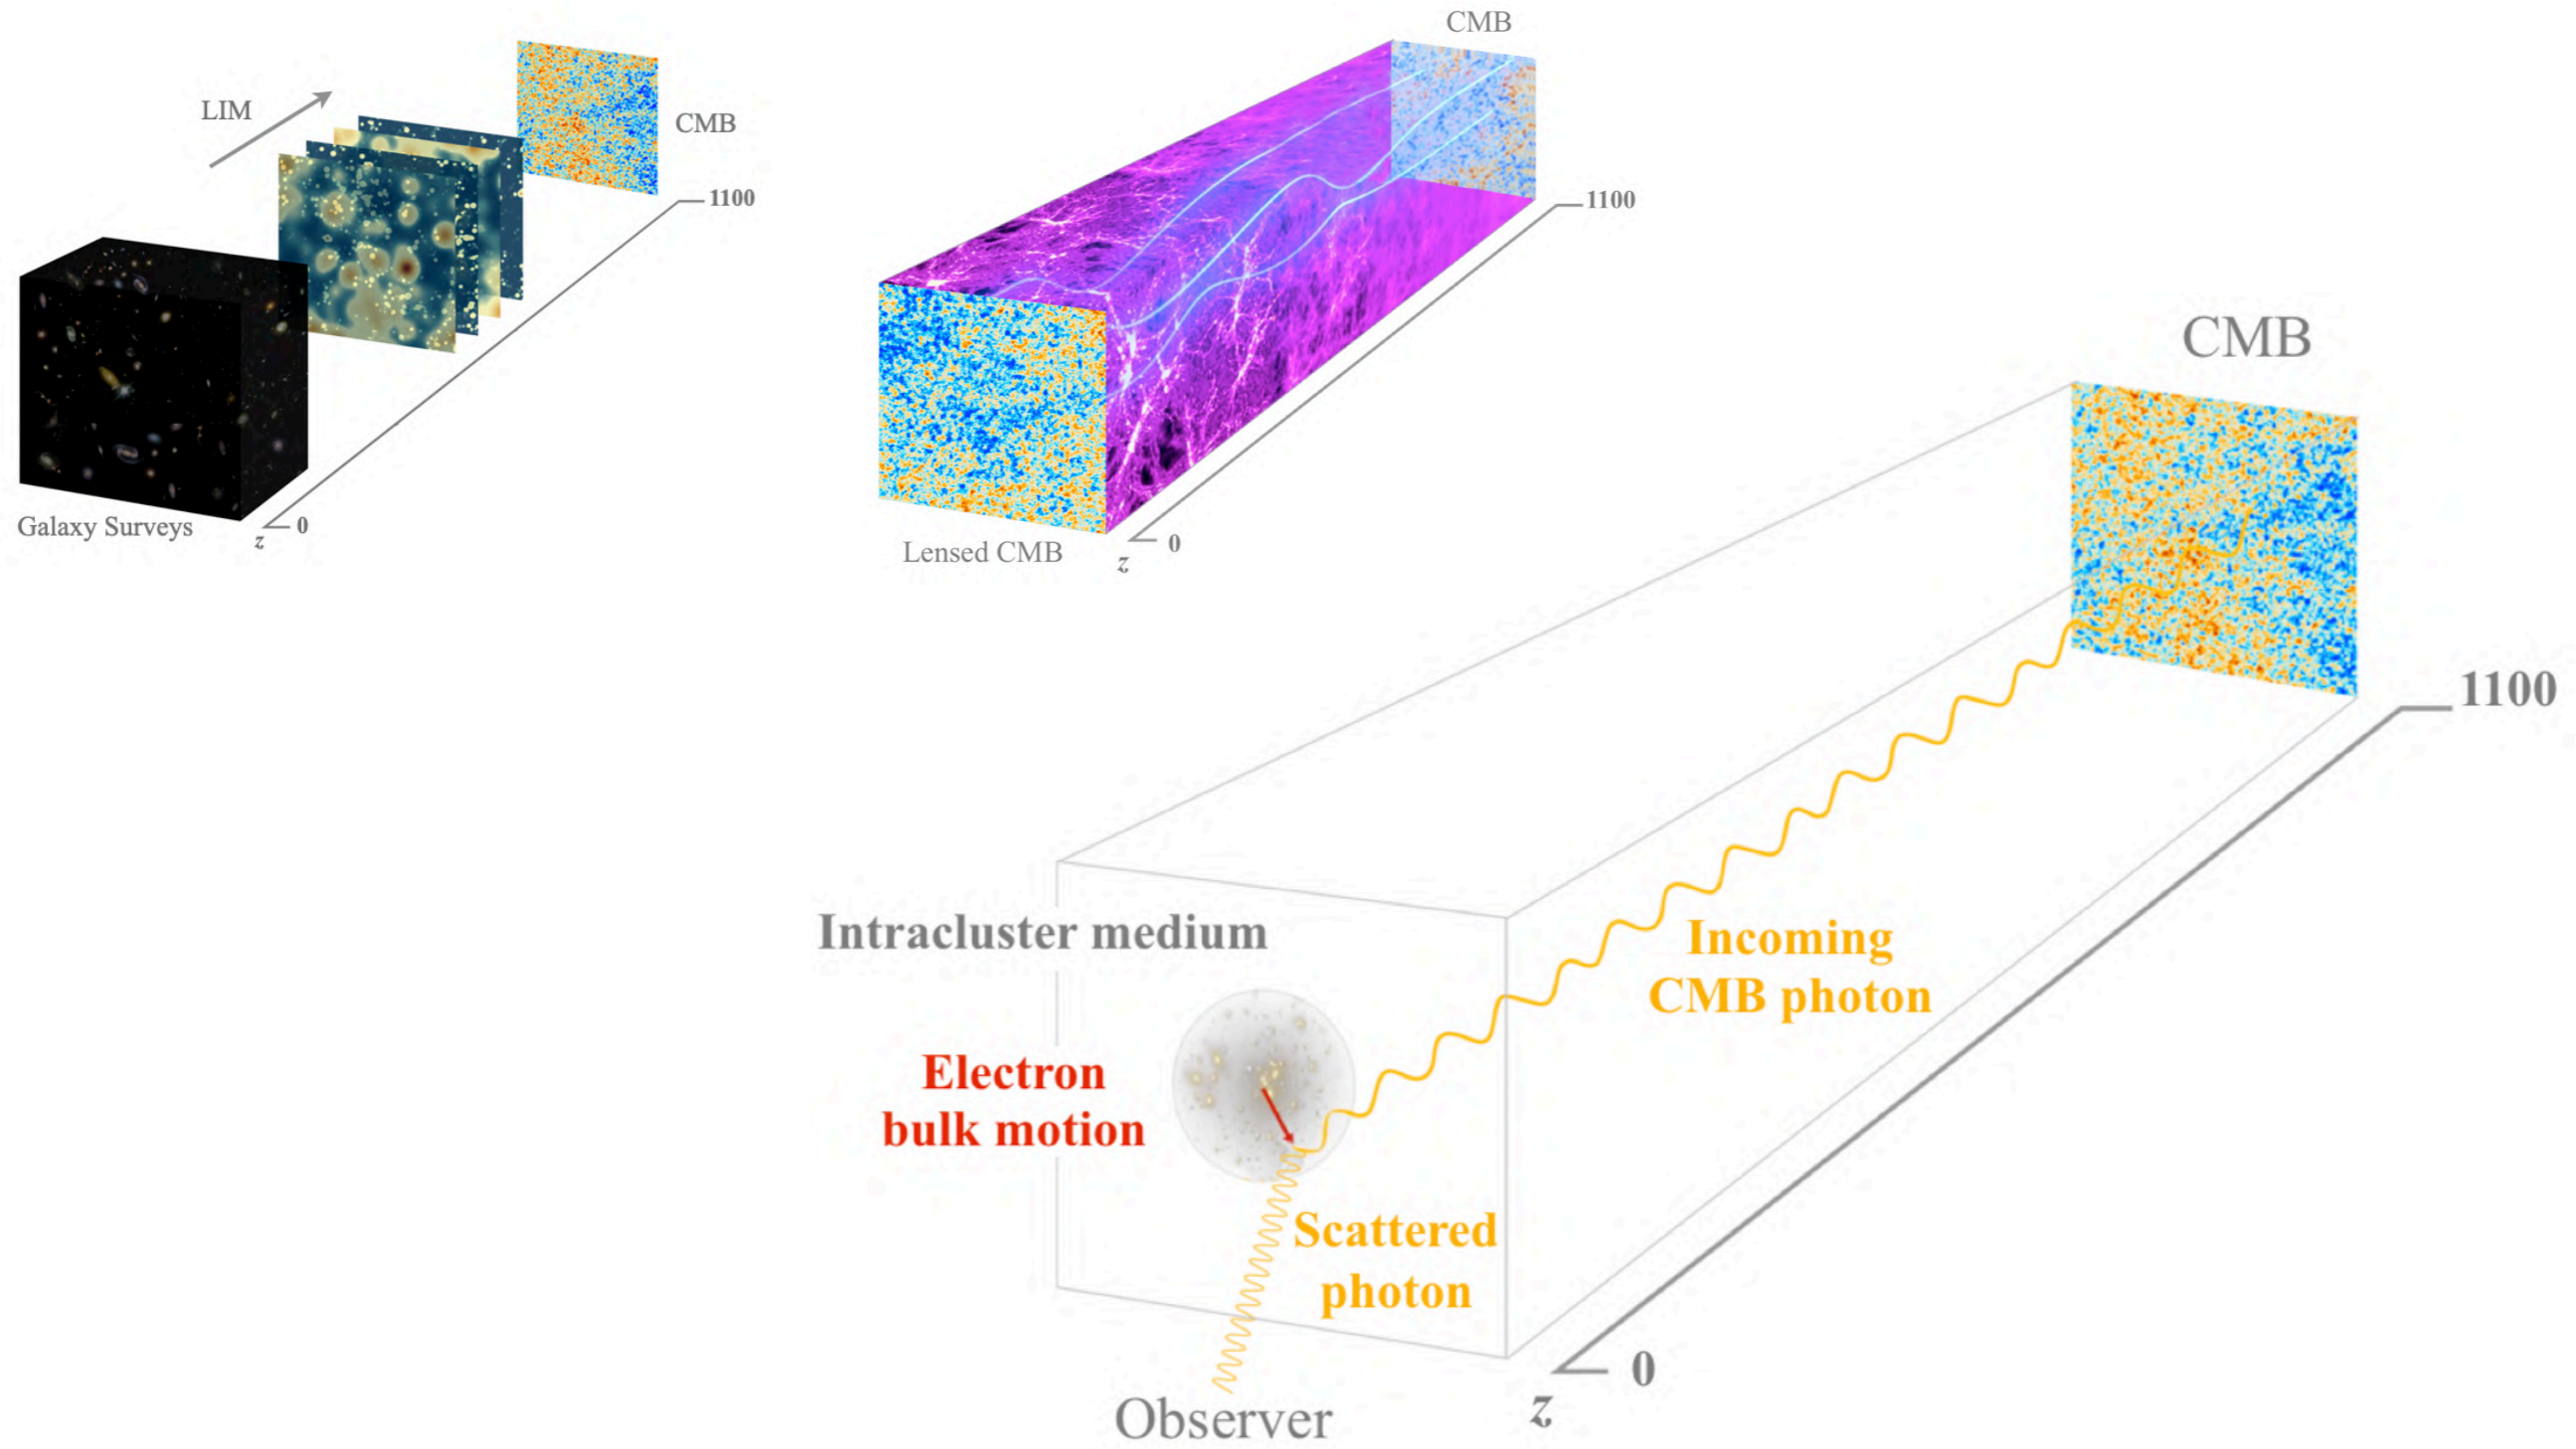 LIM
CMB
1100
Galaxy Surveys
z
0
CMB
1100
Lensed CMB
z
0
CMB
1100
Intracluster medium
Incoming
CMB photon
Electron
bulk motion
Scattered
photon
0
z
Observer